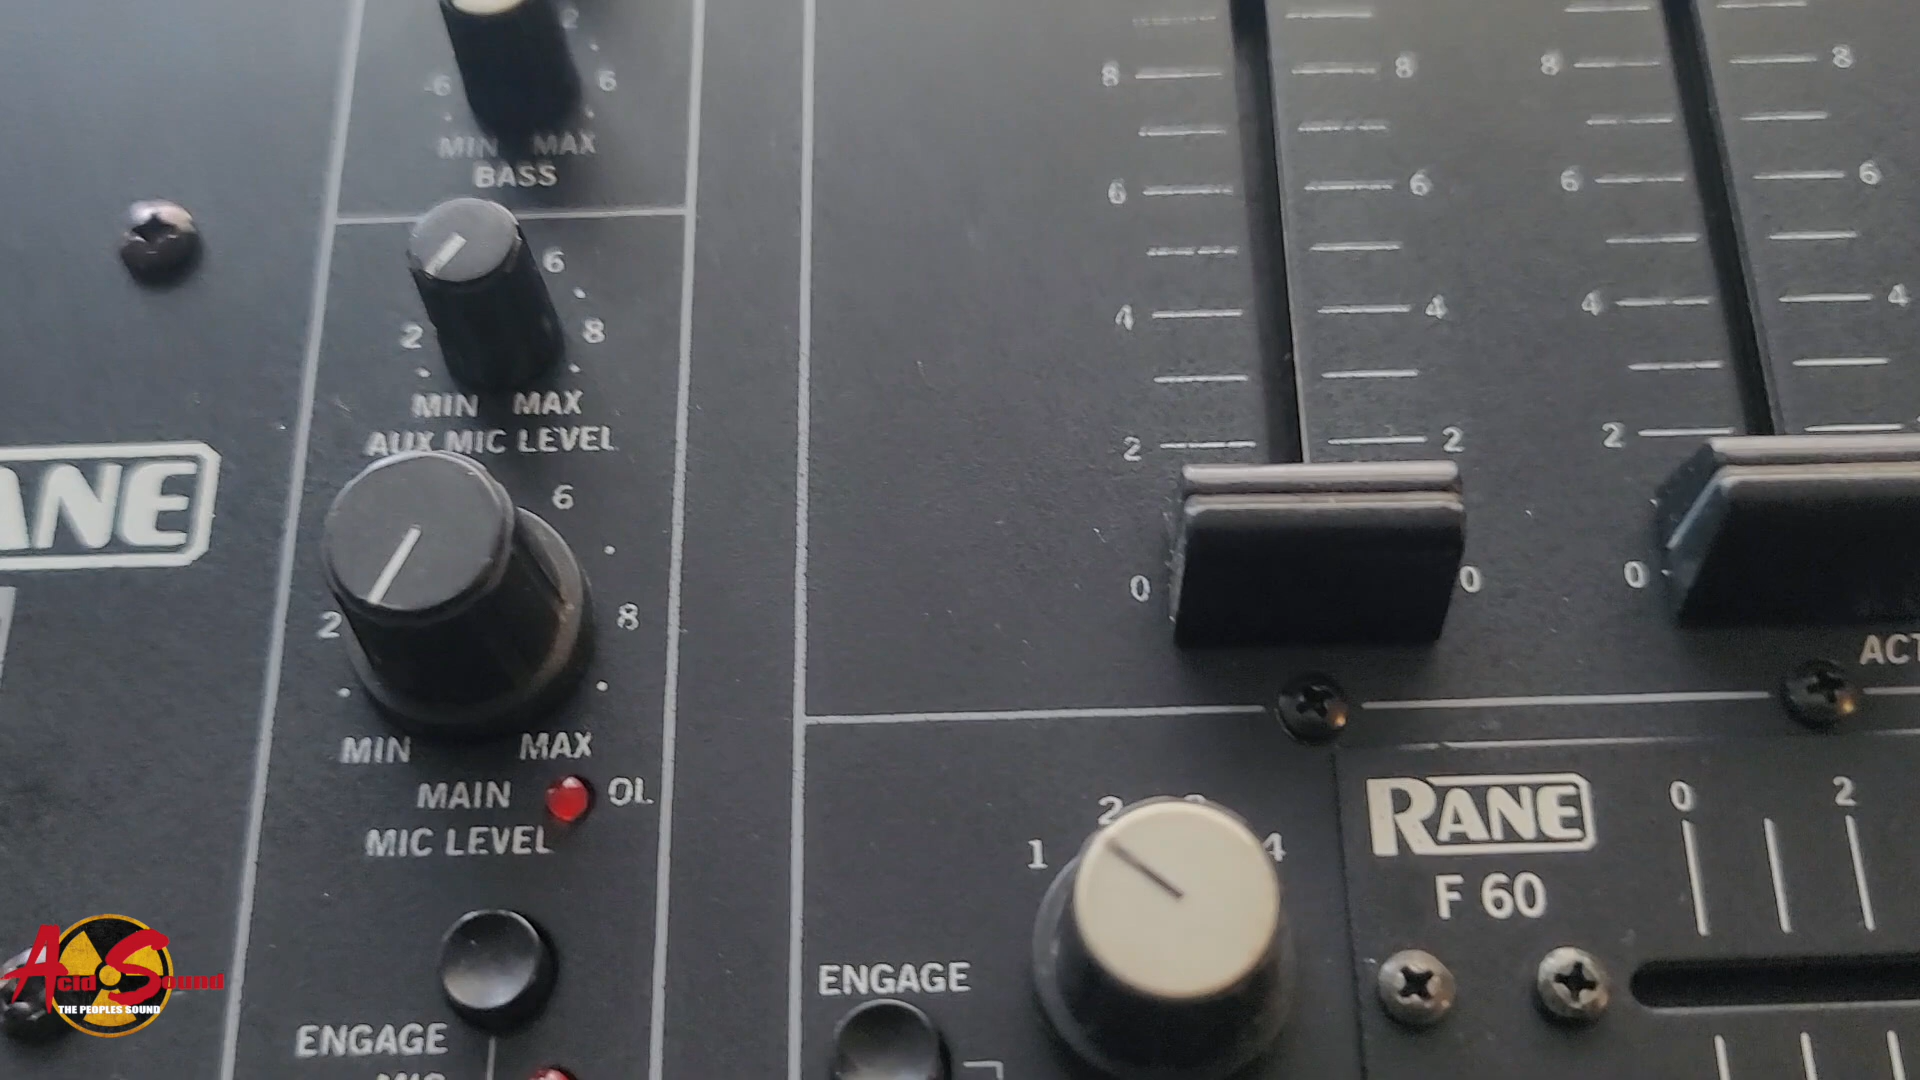 2
-6 6
MIN MAX
BASS
6
2 8
MIN MAX
AUX MIC LEVEL
6
2 8
MIN MAX
MAIN OL
MIC LEVEL
ENGAGE
8 8
6 6
4 4
2 2
0 0
8 8
6 6
4 4
2
0
1 2 4
ENGAGE
RANE
F 60
0 2
Acid Sound
THE PEOPLES SOUND